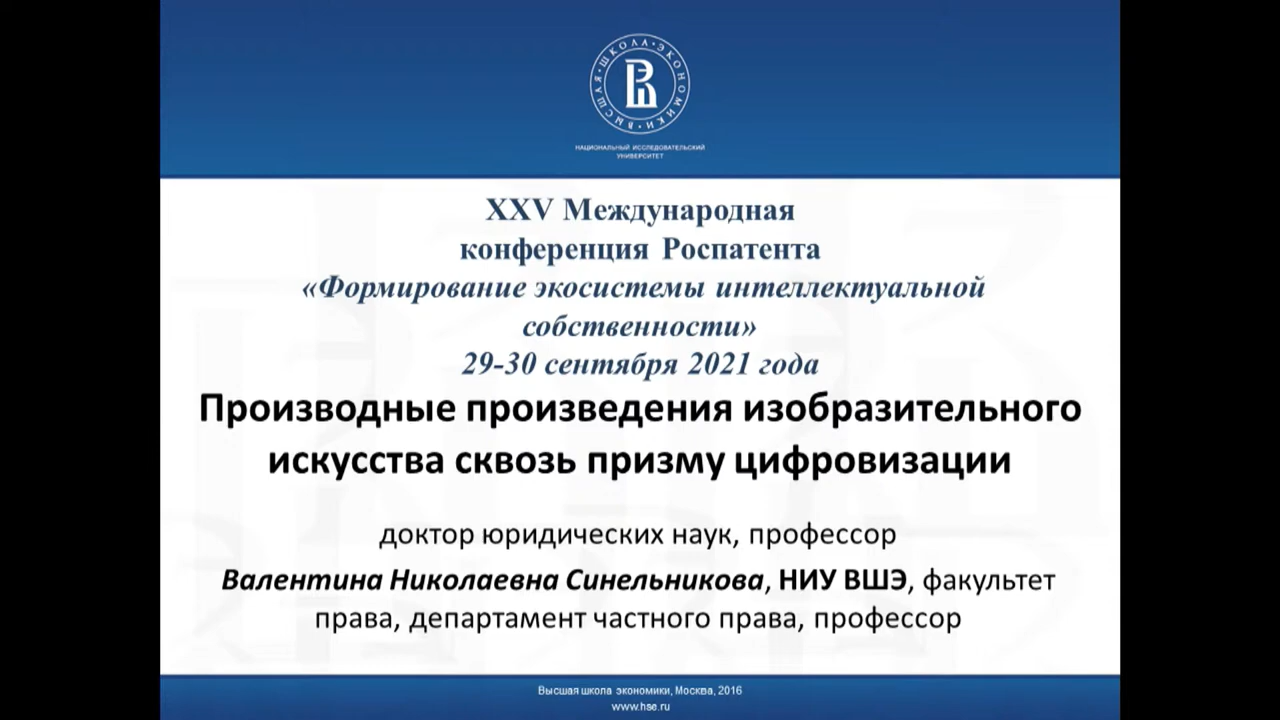 ВЫСШАЯ ШКОЛА ЭКОНОМИКИ
НАЦИОНАЛЬНЫЙ ИССЛЕДОВАТЕЛЬСКИЙ
УНИВЕРСИТЕТ
XXV Международная
конференция Роспатента
«Формирование экосистемы интеллектуальной
собственности»
29-30 сентября 2021 года
Производные произведения изобразительного
искусства сквозь призму цифровизации
доктор юридических наук, профессор
Валентина Николаевна Синельникова, НИУ ВШЭ, факультет
права, департамент частного права, профессор
Высшая школа экономики, Москва, 2016
www.hse.ru